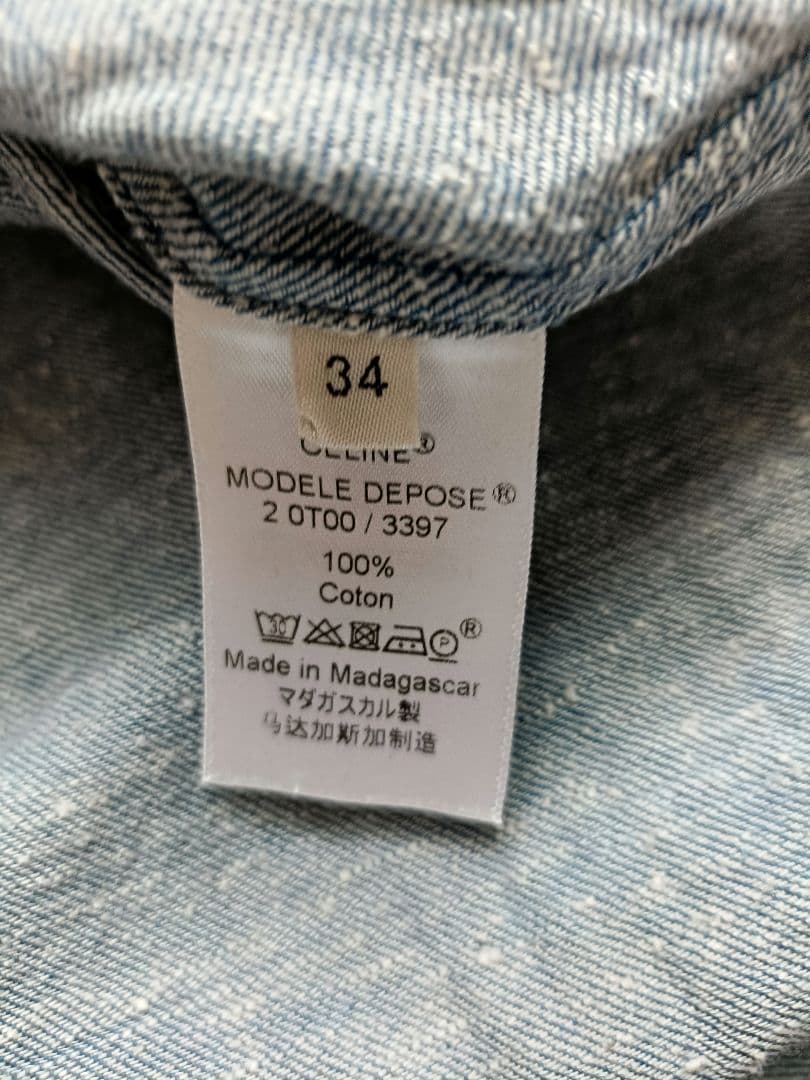 34
CELINE®
MODELE DEPOSE®
2 0T00 / 3397
100%
Coton
30 P ®
Made in Madagascar
マダガスカル製
马达加斯加制造